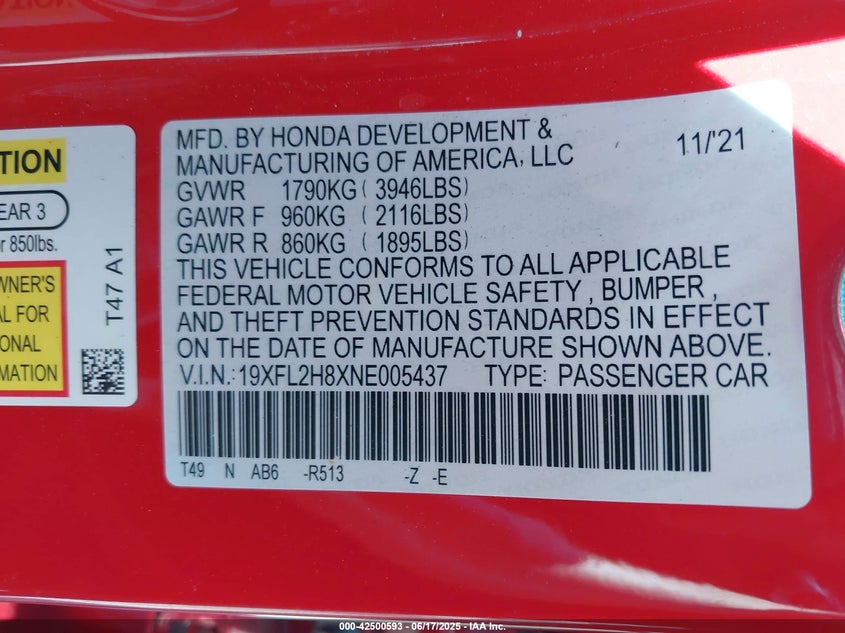 TION
EAR 3
r 850lbs.
WNER'S
AL FOR
IONAL
RMATION
T47 A1
MFD. BY HONDA DEVELOPMENT &
MANUFACTURING OF AMERICA, LLC 11/'21
GVWR 1790KG ( 3946LBS)
GAWR F 960KG ( 2116LBS)
GAWR R 860KG ( 1895LBS)
THIS VEHICLE CONFORMS TO ALL APPLICABLE
FEDERAL MOTOR VEHICLE SAFETY , BUMPER ,
AND THEFT PREVENTION STANDARDS IN EFFECT
ON THE DATE OF MANUFACTURE SHOWN ABOVE.
V.I.N.: 19XFL2H8XNE005437 TYPE: PASSENGER CAR
T49 N AB6 -R513 -Z -E
000-42500593 - 06/17/2025 - IAA Inc.